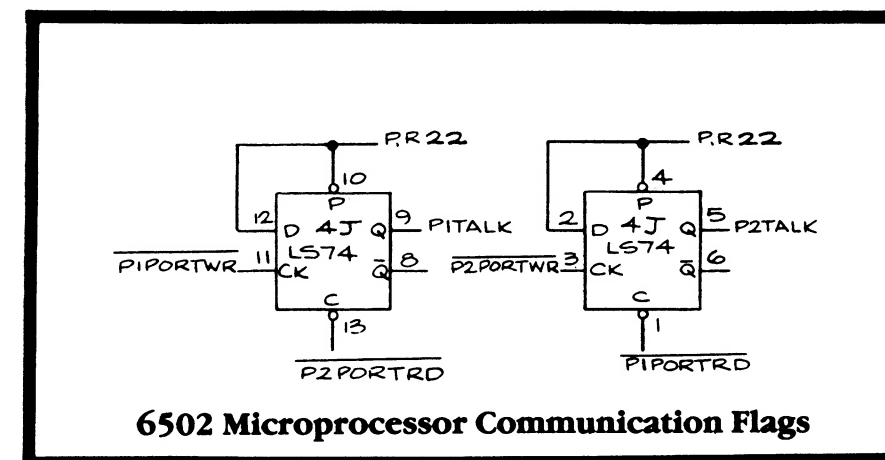 P.R22
P.R22
10
4
P
P
12
D
4J
Q
9
P1TALK
2
D
4J
Q
5
P2TALK
LS74
LS74
P1PORTWR
11
CK
Q̅
8
P2PORTWR
3
CK
Q̅
6
C
C
13
1
P2PORTRD
P1PORTRD
6502 Microprocessor Communication Flags